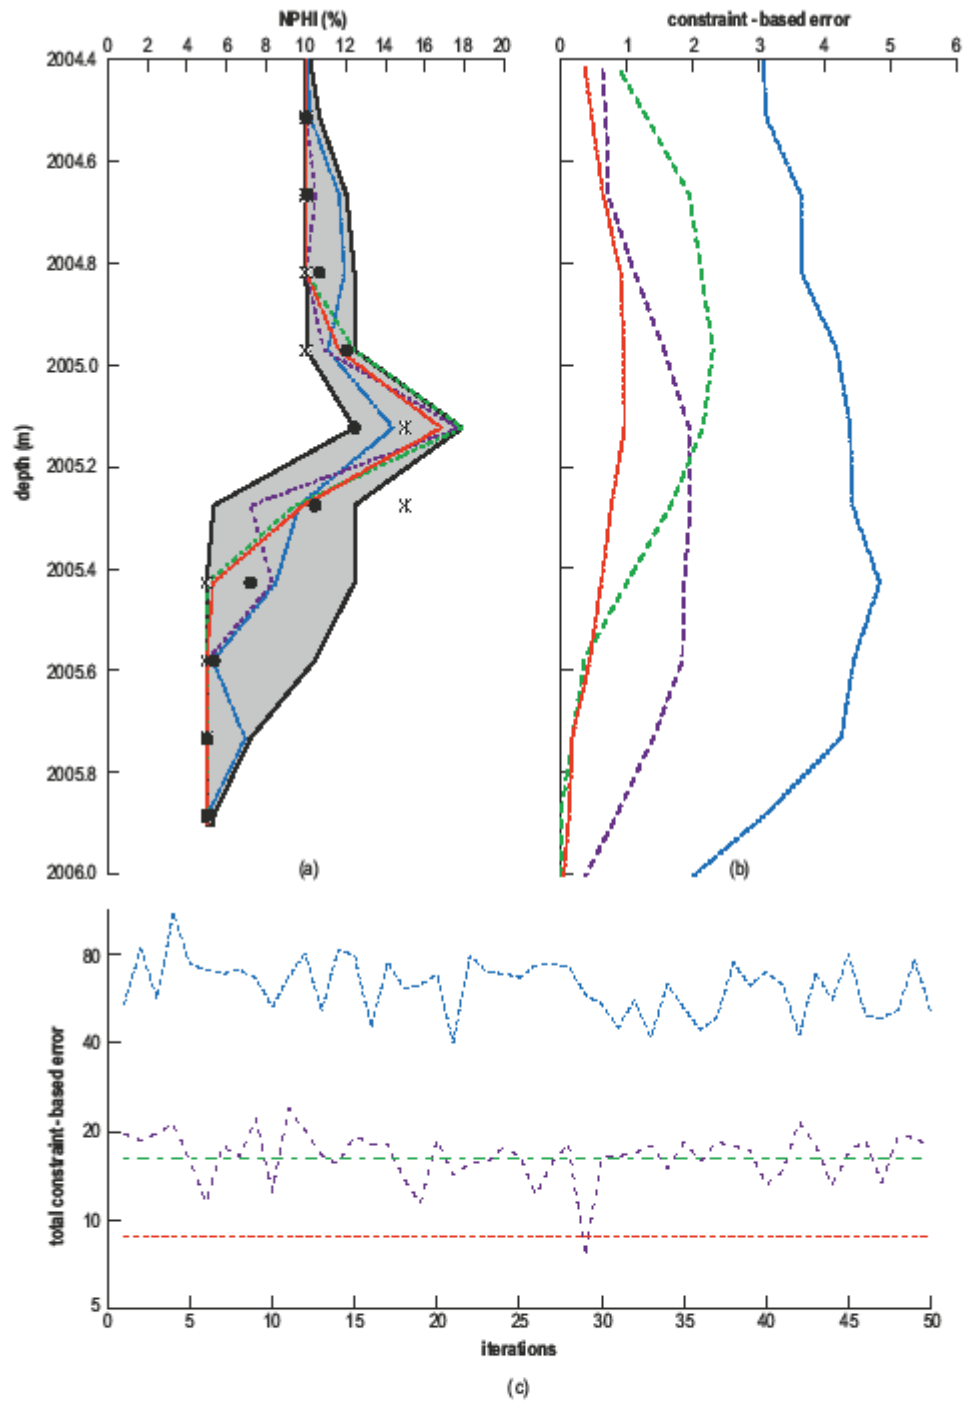 NPHI (%)
constraint - based error
0 2 4 6 8 10 12 14 16 18 20
0 1 2 3 4 5 6
2004.4
2004.6
2004.8
2005.0
depth (m)
2005.2
2005.4
2005.6
2005.8
2006.0
(a)
(b)
80
40
20
10
5
total constraint - based error
0 5 10 15 20 25 30 35 40 45 50
iterations
(c)